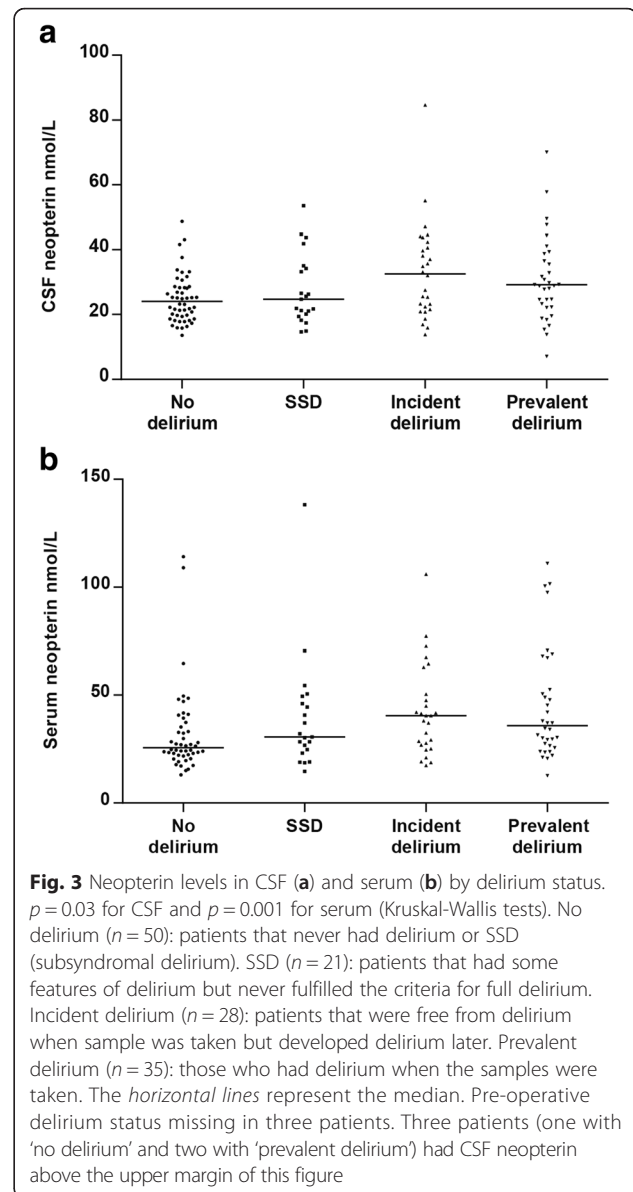 a
100
80
60
40
20
0
CSF neopterin nmol/L
No delirium
SSD
Incident delirium
Prevalent delirium
b
150
100
50
0
Serum neopterin nmol/L
No delirium
SSD
Incident delirium
Prevalent delirium
Fig. 3 Neopterin levels in CSF (a) and serum (b) by delirium status.
p = 0.03 for CSF and p = 0.001 for serum (Kruskal-Wallis tests). No
delirium (n = 50): patients that never had delirium or SSD
(subsyndromal delirium). SSD (n = 21): patients that had some
features of delirium but never fulfilled the criteria for full delirium.
Incident delirium (n = 28): patients that were free from delirium
when sample was taken but developed delirium later. Prevalent
delirium (n = 35): those who had delirium when the samples were
taken. The horizontal lines represent the median. Pre-operative
delirium status missing in three patients. Three patients (one with
‘no delirium’ and two with ‘prevalent delirium’) had CSF neopterin
above the upper margin of this figure